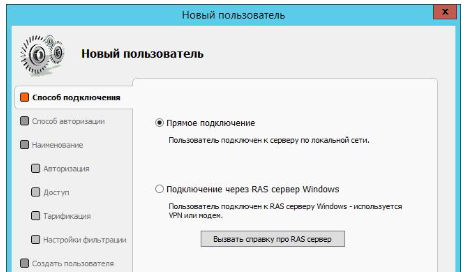 Новый пользователь
x
Новый пользователь
Способ подключения
Способ авторизации
Наименование
Авторизация
Доступ
Тарификация
Настройки фильтрации
Создать пользователя
Прямое подключение
Пользователь подключен к серверу по локальной сети.
Подключение через RAS сервер Windows
Пользователь подключен к RAS серверу Windows - используется
VPN или модем.
Вызвать справку про RAS сервер